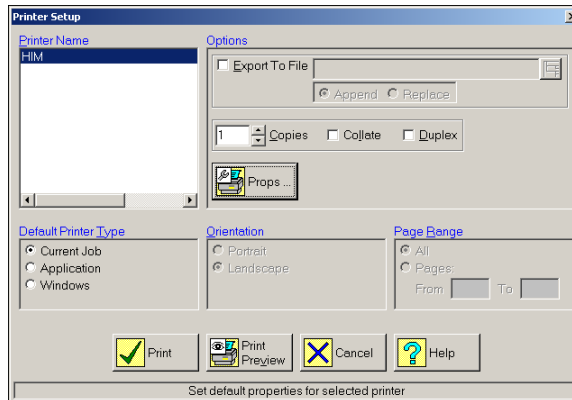 Printer Setup
Printer Name
HIM
Options
Export To File
Append Replace
1 Copies Collate Duplex
Props ...
Default Printer Type
Current Job
Application
Windows
Orientation
Portrait
Landscape
Page Range
All
Pages:
From To
Print
Print Preview
Cancel
Help
Set default properties for selected printer